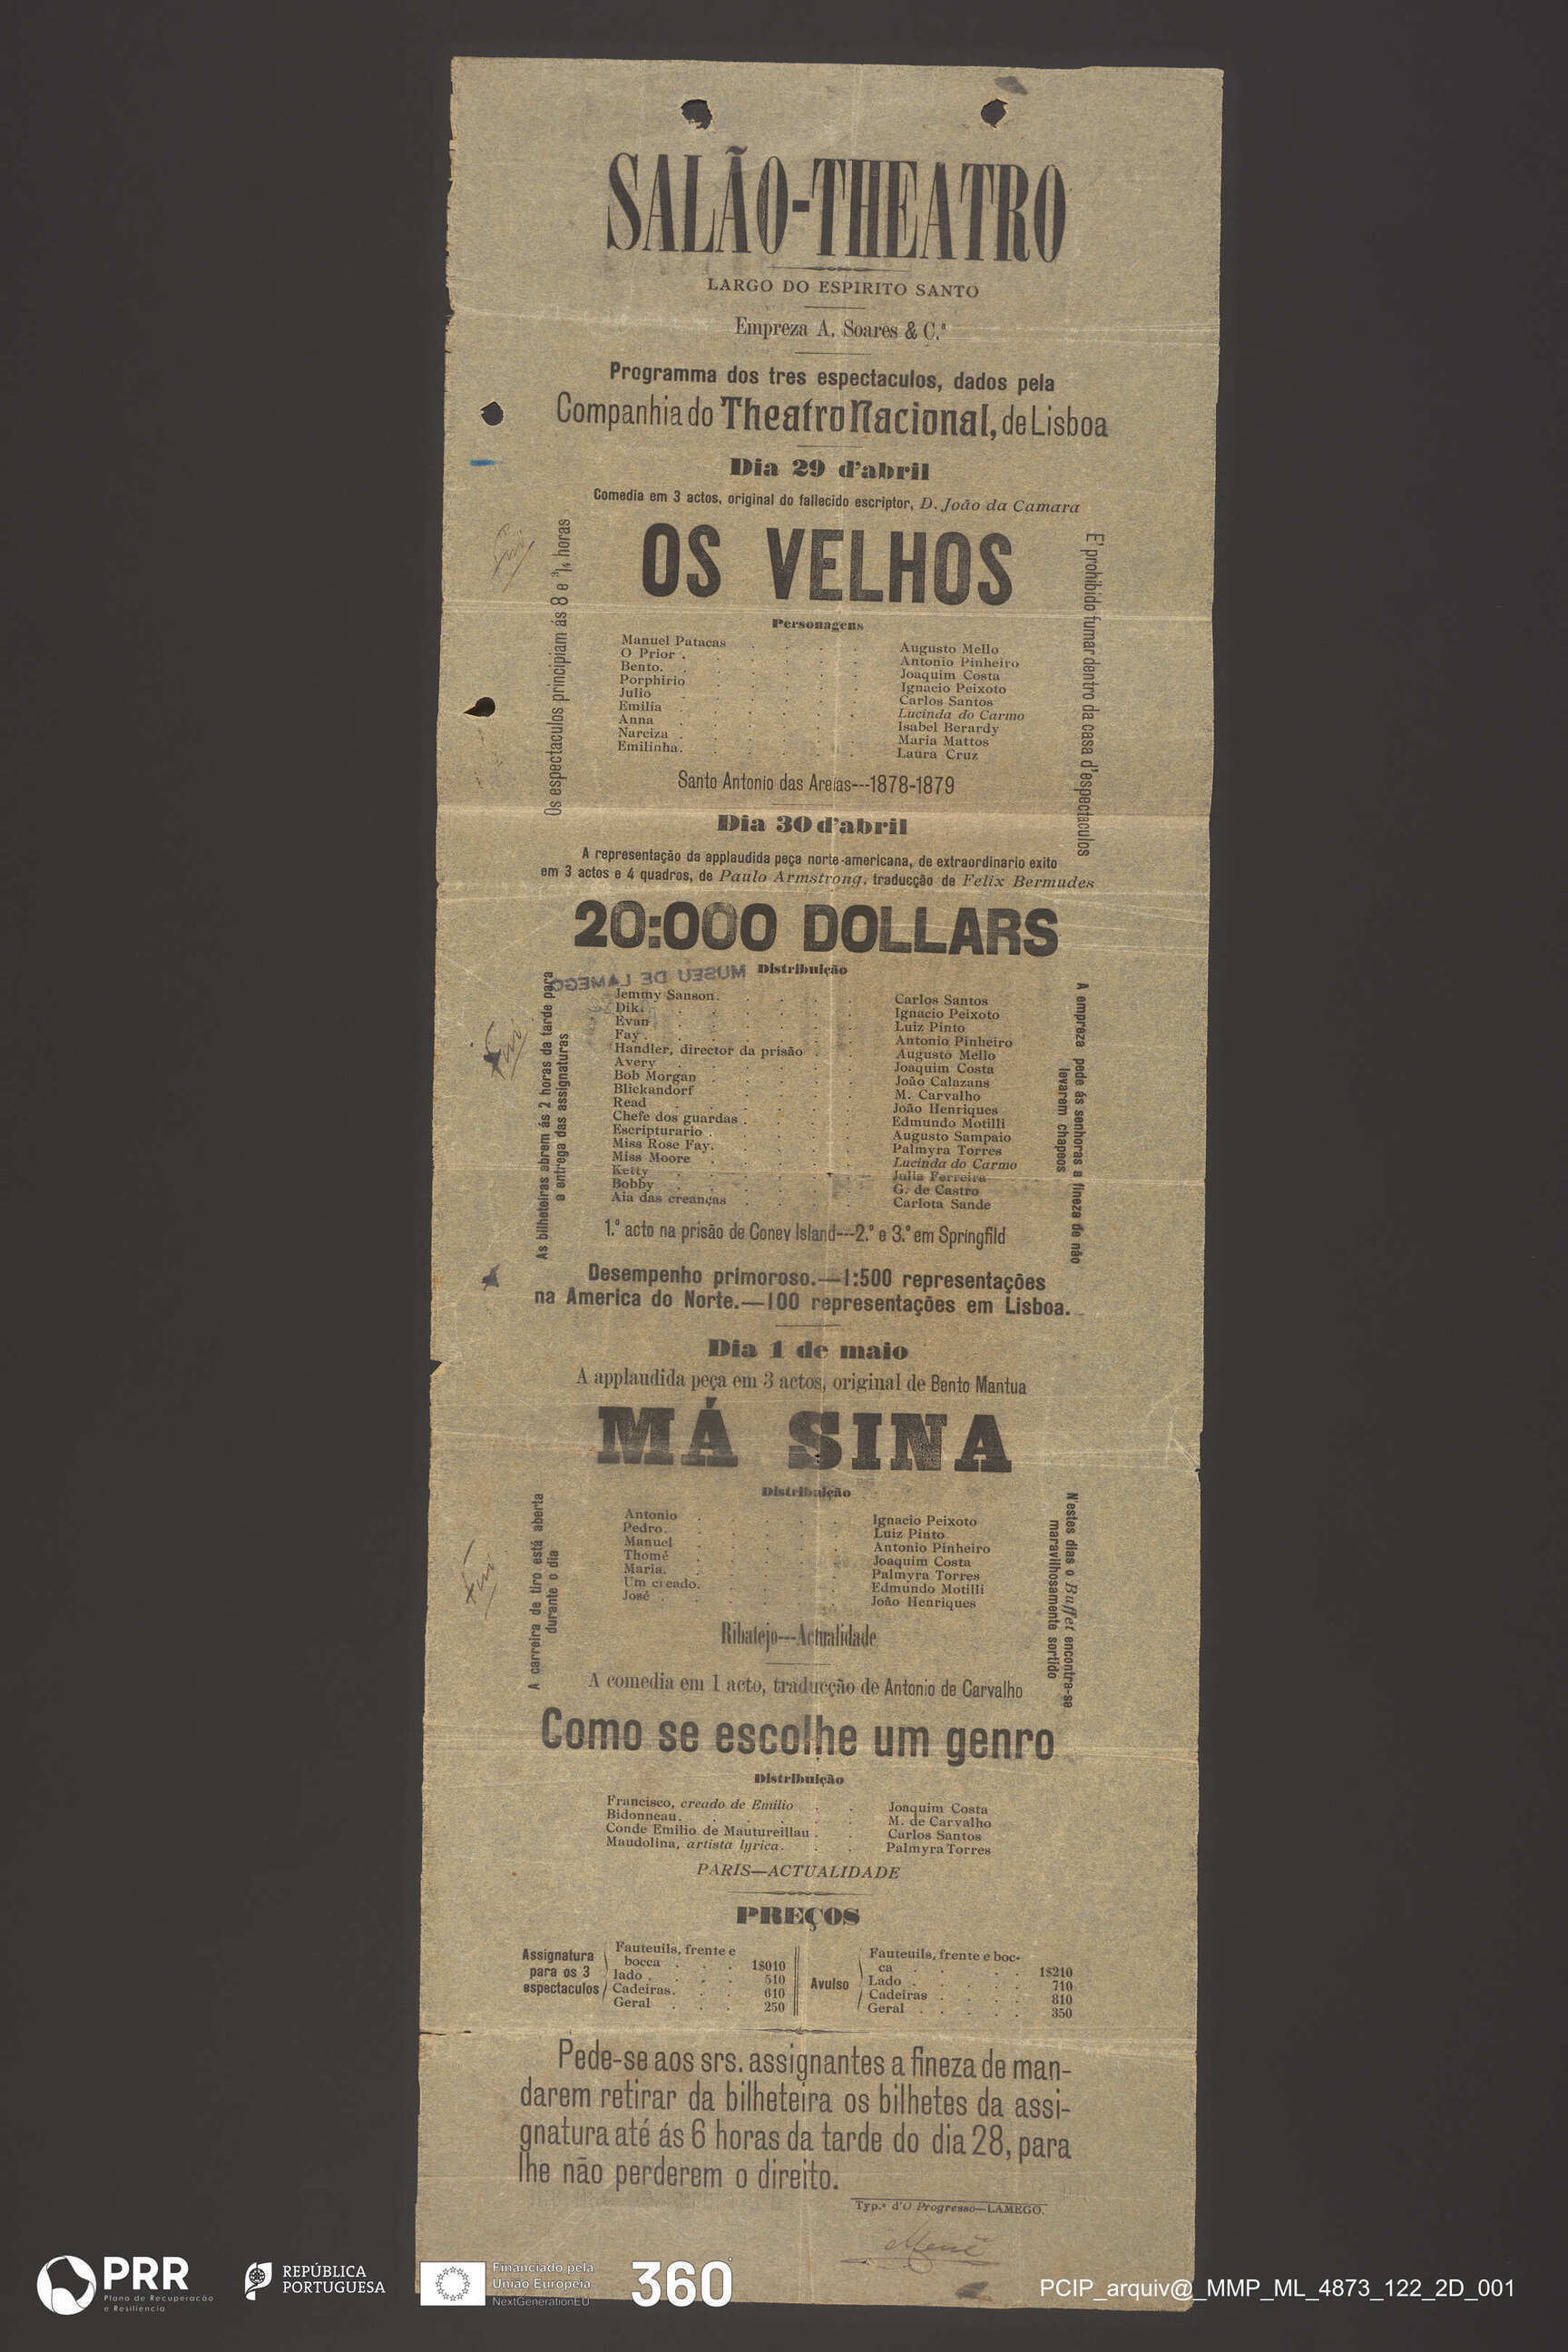 SALÃO-THEATRO
LARGO DO ESPIRITO SANTO
Empreza A. Soares & C.ª
Programma dos tres espectaculos, dados pela
Companhia do Theatro Nacional, de Lisboa
Dia 29 d'abril
Comedia em 3 actos, original do fallecido escriptor, D. João da Camara
OS VELHOS
Os espectaculos principiam ás 8 e 3/4 horas
E' prohibido fumar dentro da casa d'espectaculos
Personagens
Manuel Patacas . . . . Augusto Mello
O Prior . . . . . Antonio Pinheiro
Bento. . . . . . Joaquim Costa
Porphirio . . . . . Ignacio Peixoto
Julio . . . . . . Carlos Santos
Emilia . . . . . . Lucinda do Carmo
Anna . . . . . . Isabel Berardy
Narciza . . . . . . Maria Mattos
Emilinha. . . . . . Laura Cruz
Santo Antonio das Areias---1878-1879
Dia 30 d'abril
A representação da applaudida peça norte-americana, de extraordinario exito
em 3 actos e 4 quadros, de Paulo Armstrong, traducção de Felix Bermudes
20:000 DOLLARS
MUSEU DE LAMEGO
As bilheteiras abrem ás 2 horas da tarde para
a entrega das assignaturas
A empreza pede ás senhoras a fineza de não
levarem chapeos
Distribuição
Jemmy Sanson. . . . . Carlos Santos
Dik. . . . . . . Ignacio Peixoto
Evan . . . . . . Luiz Pinto
Fay . . . . . . Antonio Pinheiro
Handler, director da prisão . . Augusto Mello
Avery . . . . . . Joaquim Costa
Bob Morgan . . . . . João Calazans
Blickandorf . . . . . M. Carvalho
Read . . . . . . João Henriques
Chefe dos guardas . . . . Edmundo Motilli
Escripturario . . . . . Augusto Sampaio
Miss Rose Fay. . . . . Palmyra Torres
Miss Moore . . . . . Lucinda do Carmo
Ketty . . . . . . Julia Ferreira
Bobby . . . . . . G. de Castro
Aia das creanças . . . . Carlota Sande
1.º acto na prisão de Coney Island---2.º e 3.º em Springfild
Desempenho primoroso.—1:500 representações
na America do Norte.—100 representações em Lisboa.
Dia 1 de maio
A applaudida peça em 3 actos, original de Bento Mantua
MÁ SINA
A carreira de tiro está aberta
durante o dia
N'estes dias o Buffet encontra-se
maravilhosamente sortido
Distribuição
Antonio . . . . . Ignacio Peixoto
Pedro. . . . . . Luiz Pinto
Manuel . . . . . Antonio Pinheiro
Thomé . . . . . Joaquim Costa
Maria. . . . . . Palmyra Torres
Um creado. . . . . Edmundo Motilli
José . . . . . . João Henriques
Ribatejo---Actualidade
A comedia em 1 acto, traducção de Antonio de Carvalho
Como se escolhe um genro
Distribuição
Francisco, creado de Emilio . . Joaquim Costa
Bidonneau. . . . . . M. de Carvalho
Conde Emilio de Mautureillau . . Carlos Santos
Maudolina, artista lyrica. . . Palmyra Torres
PARIS—ACTUALIDADE
PREÇOS
Assignatura
para os 3
espectaculos
Fauteuils, frente e
bocca . . . 1$010
lado . . . . 510
Cadeiras. . . 610
Geral . . . 250
Avulso
Fauteuils, frente e boc-
ca . . . . . 1$210
Lado . . . . . 710
Cadeiras . . . . 810
Geral . . . . . 350
Pede-se aos srs. assignantes a fineza de man-
darem retirar da bilheteira os bilhetes da assi-
gnatura até ás 6 horas da tarde do dia 28, para
lhe não perderem o direito.
Typ.ª d'O Progresso—LAMEGO.
PRR
Plano de Recuperação
e Resiliência
REPÚBLICA
PORTUGUESA
Financiado pela
União Europeia
NextGenerationEU
360°
PCIP_arquiv@_MMP_ML_4873_122_2D_001